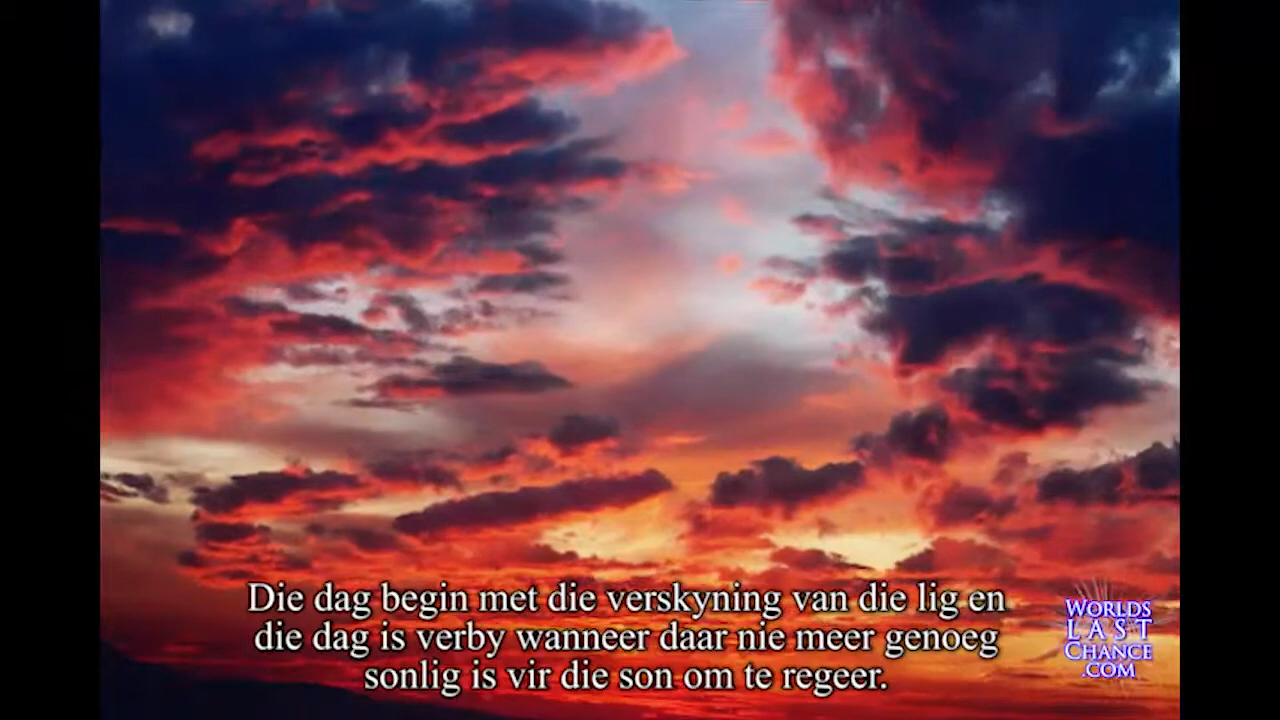 Die dag begin met die verskyning van die lig en
die dag is verby wanneer daar nie meer genoeg
sonlig is vir die son om te regeer.
WORLDS
LAST
CHANCE
.COM